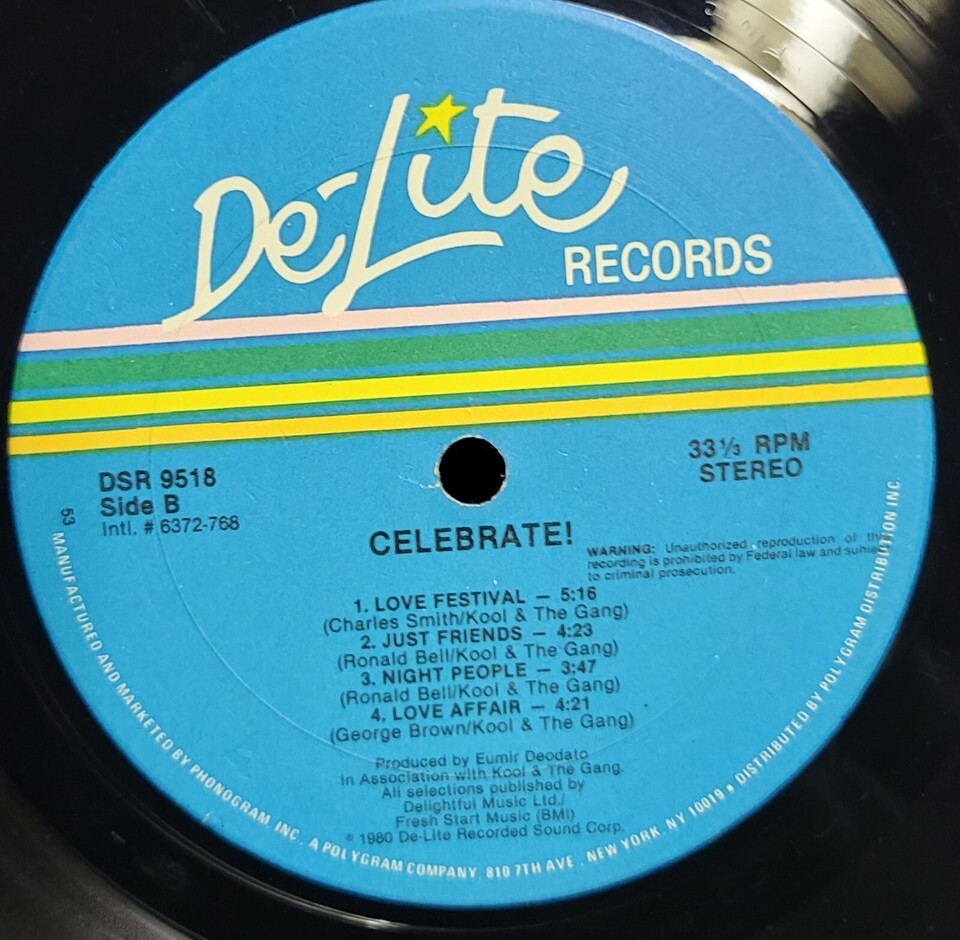 De-Lite
RECORDS
33⅓ RPM
STEREO
DSR 9518
Side B
Intl. # 6372-768
CELEBRATE!
WARNING: Unauthorized reproduction of
recording is prohibited by Federal law and
to criminal prosecution.
1. LOVE FESTIVAL — 5:16
(Charles Smith/Kool & The Gang)
2. JUST FRIENDS — 4:23
(Ronald Bell/Kool & The Gang)
3. NIGHT PEOPLE — 3:47
(Ronald Bell/Kool & The Gang)
4. LOVE AFFAIR — 4:21
(George Brown/Kool & The Gang)
Produced by Eumir Deodato
in Association with Kool & The Gang.
All selections published by
Delightful Music Ltd./
Fresh Start Music (BMI)
℗ 1980 De-Lite Recorded Sound Corp.
53 MANUFACTURED AND MARKETED BY PHONOGRAM, INC., A POLYGRAM COMPANY, 810 7TH AVE., NEW YORK, NY 10019 • DISTRIBUTED BY POLYGRAM DISTRIBUTION INC.